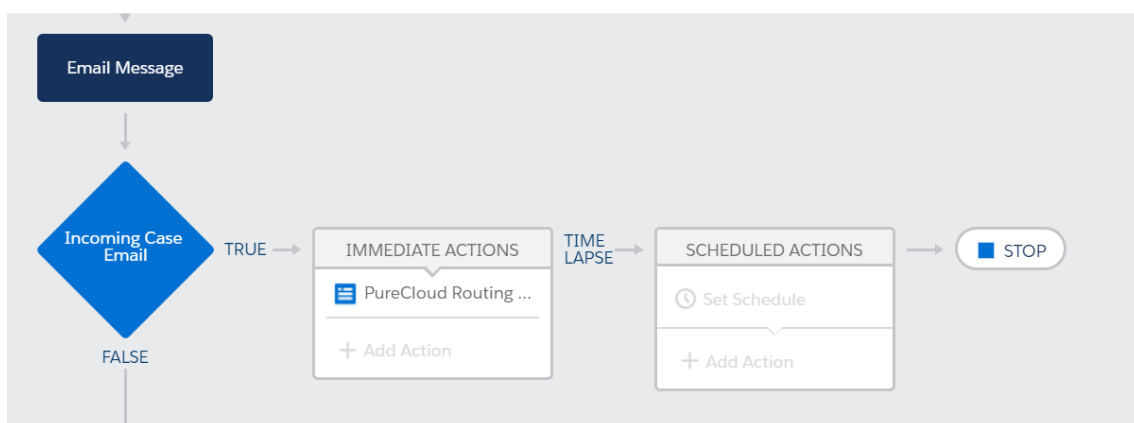 Email Message
Incoming Case
Email
TRUE
IMMEDIATE ACTIONS
TIME
LAPSE
SCHEDULED ACTIONS
STOP
PureCloud Routing ...
Set Schedule
Add Action
Add Action
FALSE